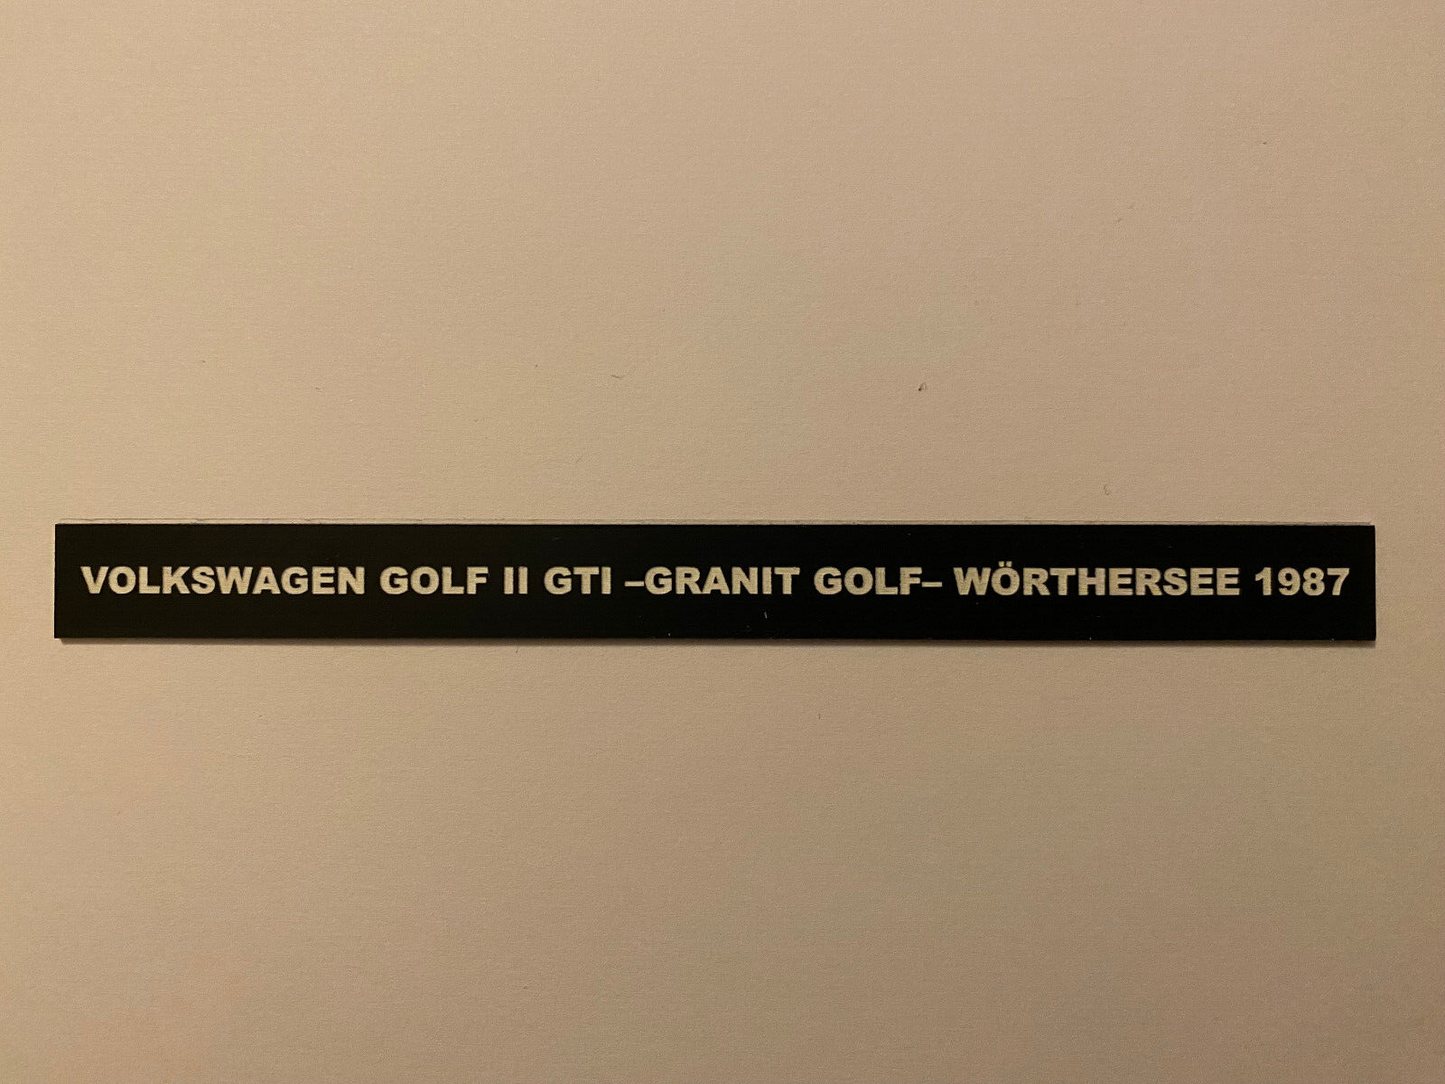 VOLKSWAGEN GOLF II GTI –GRANIT GOLF– WÖRTHERSEE 1987